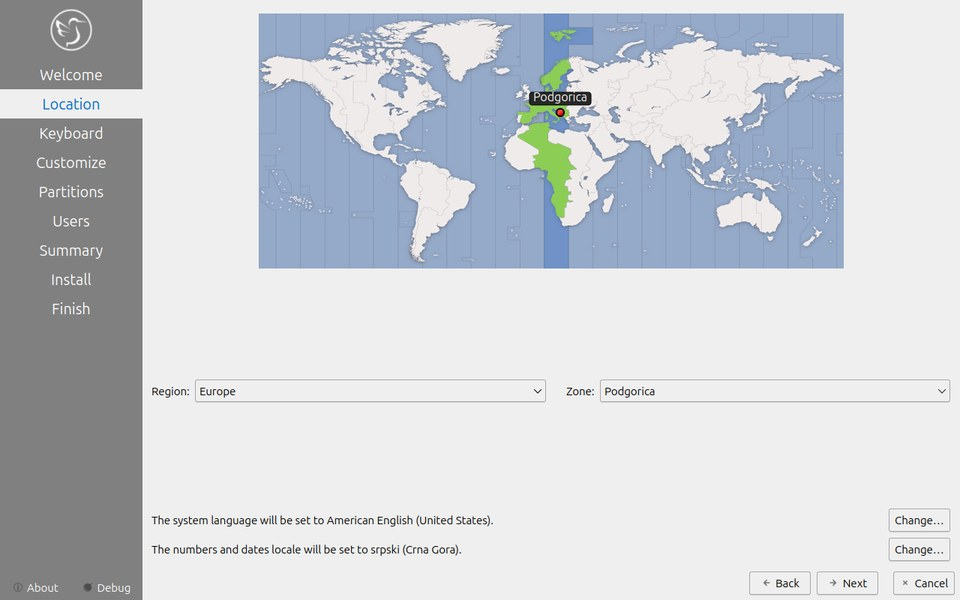 Welcome
Location
Keyboard
Customize
Partitions
Users
Summary
Install
Finish
About
Debug
Podgorica
Region: Europe
Zone: Podgorica
The system language will be set to American English (United States).
Change...
The numbers and dates locale will be set to srpski (Crna Gora).
Change...
Back
Next
Cancel